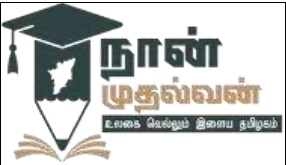 நான்
முதல்வன்
உலகை வெல்லும் இளைய தமிழகம்